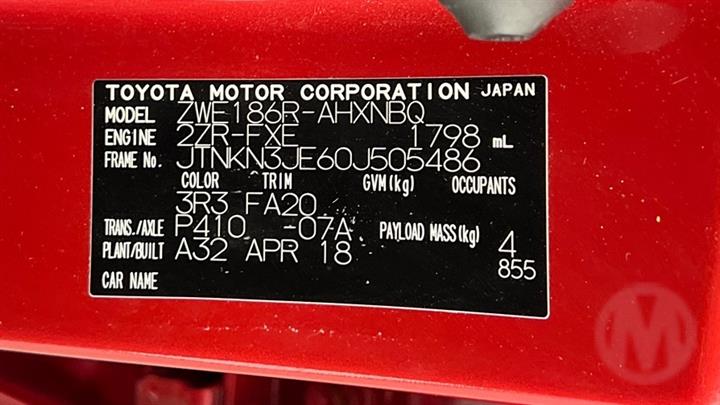 TOYOTA MOTOR CORPORATION JAPAN
MODEL ZWE186R-AHXNBQ
ENGINE 2ZR-FXE 1798 mL
FRAME No. JTNKN3JE60J505486
COLOR TRIM GVM(kg) OCCUPANTS
3R3 FA20
TRANS./AXLE P410 -07A PAYLOAD MASS(kg) 4
PLANT/BUILT A32 APR 18 855
CAR NAME
M